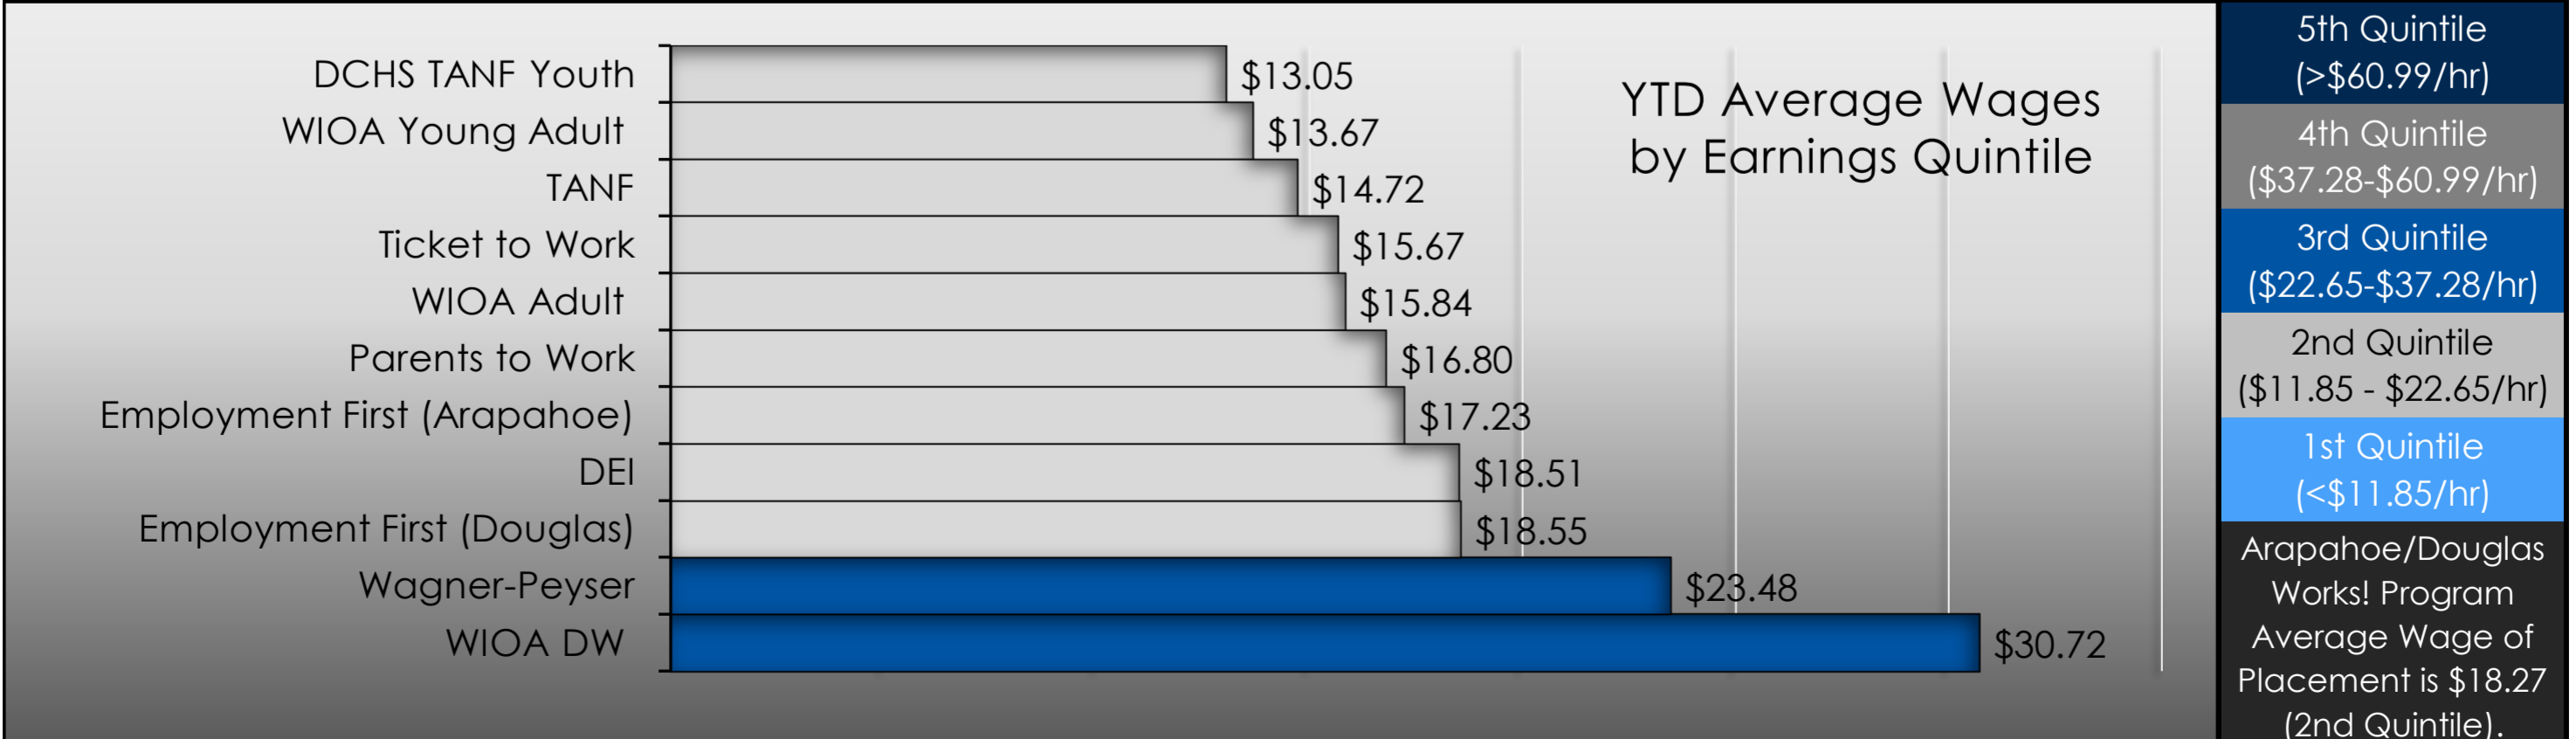 YTD Average Wages
by Earnings Quintile
DCHS TANF Youth $13.05
WIOA Young Adult $13.67
TANF $14.72
Ticket to Work $15.67
WIOA Adult $15.84
Parents to Work $16.80
Employment First (Arapahoe) $17.23
DEI $18.51
Employment First (Douglas) $18.55
Wagner-Peyser $23.48
WIOA DW $30.72
5th Quintile
(>$60.99/hr)
4th Quintile
($37.28-$60.99/hr)
3rd Quintile
($22.65-$37.28/hr)
2nd Quintile
($11.85 - $22.65/hr)
1st Quintile
(<$11.85/hr)
Arapahoe/Douglas
Works! Program
Average Wage of
Placement is $18.27
(2nd Quintile).